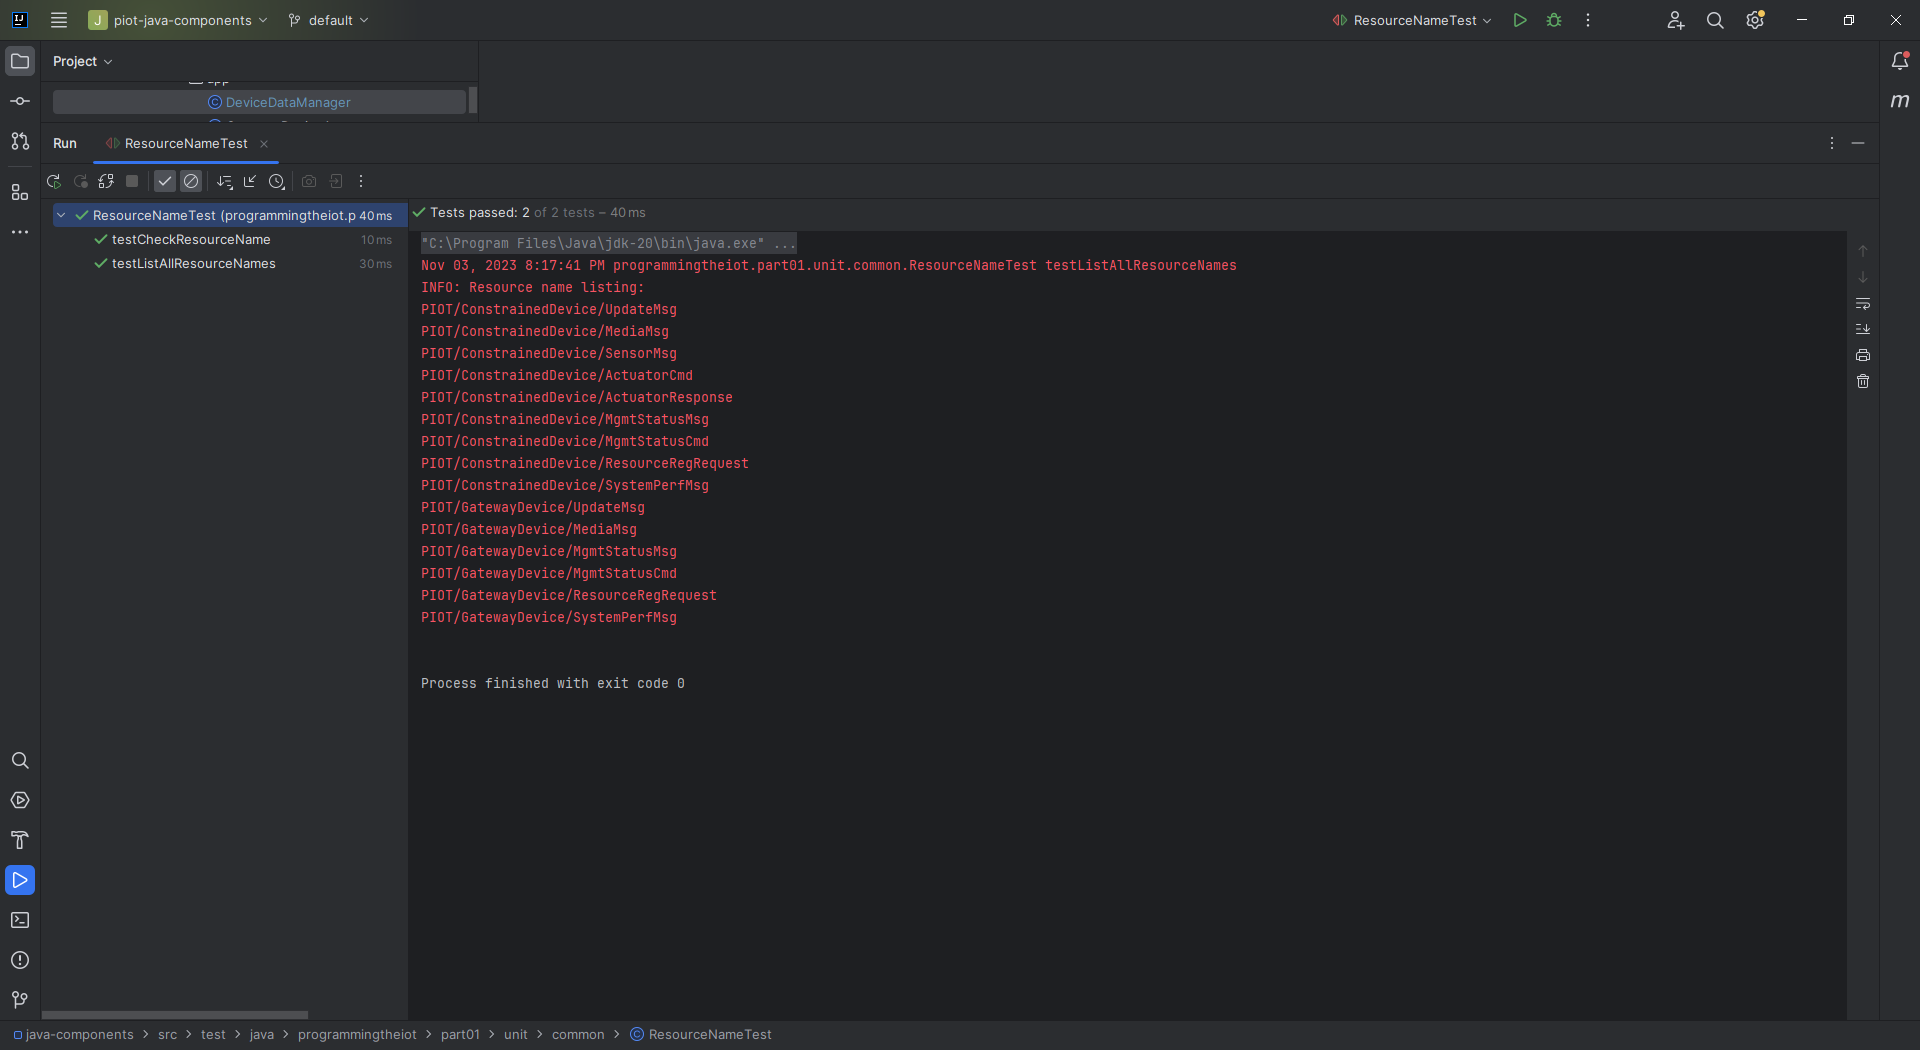 J piot-java-components default ResourceNameTest
Project
app
DeviceDataManager
Run ResourceNameTest
ResourceNameTest (programmingtheiot.p 40 ms
testCheckResourceName 10 ms
testListAllResourceNames 30 ms
Tests passed: 2 of 2 tests – 40 ms
"C:\Program Files\Java\jdk-20\bin\java.exe" ...
Nov 03, 2023 8:17:41 PM programmingtheiot.part01.unit.common.ResourceNameTest testListAllResourceNames
INFO: Resource name listing:
PIOT/ConstrainedDevice/UpdateMsg
PIOT/ConstrainedDevice/MediaMsg
PIOT/ConstrainedDevice/SensorMsg
PIOT/ConstrainedDevice/ActuatorCmd
PIOT/ConstrainedDevice/ActuatorResponse
PIOT/ConstrainedDevice/MgmtStatusMsg
PIOT/ConstrainedDevice/MgmtStatusCmd
PIOT/ConstrainedDevice/ResourceRegRequest
PIOT/ConstrainedDevice/SystemPerfMsg
PIOT/GatewayDevice/UpdateMsg
PIOT/GatewayDevice/MediaMsg
PIOT/GatewayDevice/MgmtStatusMsg
PIOT/GatewayDevice/MgmtStatusCmd
PIOT/GatewayDevice/ResourceRegRequest
PIOT/GatewayDevice/SystemPerfMsg
Process finished with exit code 0
java-components > src > test > java > programmingtheiot > part01 > unit > common > ResourceNameTest